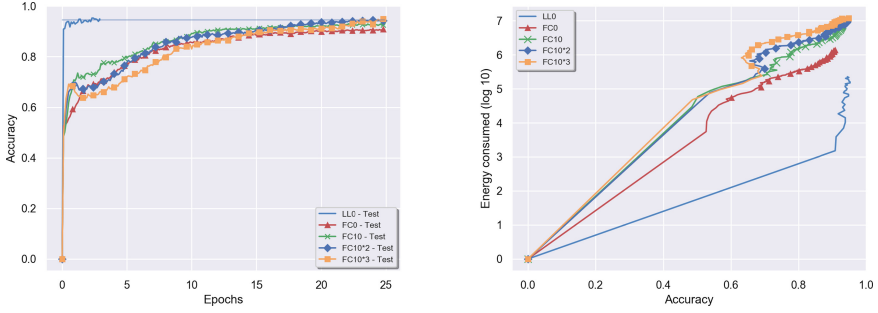 1.0
0.8
0.6
0.4
0.2
0.0
Accuracy
0
5
10
15
20
25
Epochs
LL0 - Test
FC0 - Test
FC10 - Test
FC10*2 - Test
FC10*3 - Test
7
6
5
4
3
2
1
0
Energy consumed (log 10)
0.0
0.2
0.4
0.6
0.8
1.0
Accuracy
LL0
FC0
FC10
FC10*2
FC10*3